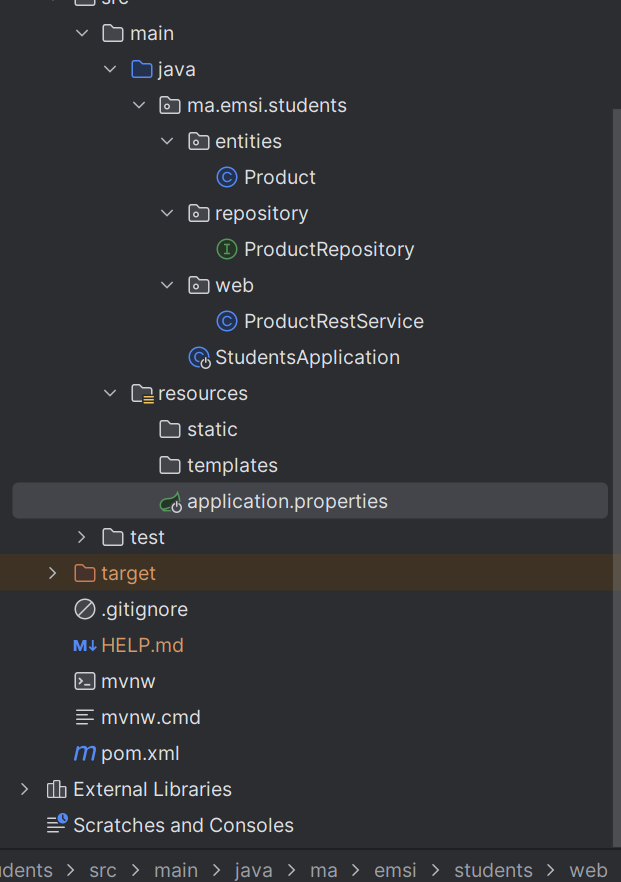 src
main
java
ma.emsi.students
entities
Product
repository
ProductRepository
web
ProductRestService
StudentsApplication
resources
static
templates
application.properties
test
target
.gitignore
HELP.md
mvnw
mvnw.cmd
pom.xml
External Libraries
Scratches and Consoles
dents > src > main > java > ma > emsi > students > web